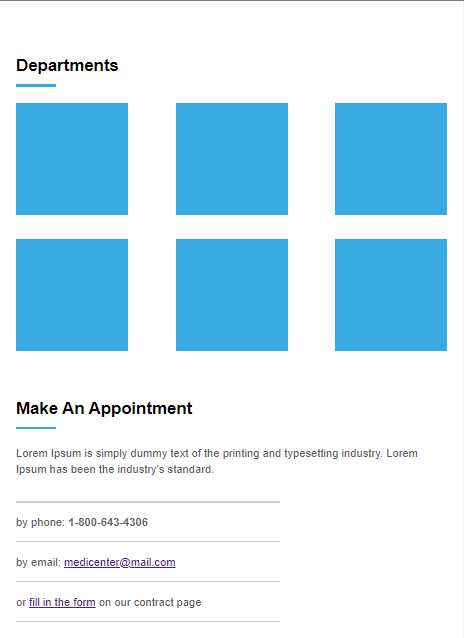 Departments
Make An Appointment
Lorem Ipsum is simply dummy text of the printing and typesetting industry. Lorem
Ipsum has been the industry's standard.
by phone: 1-800-643-4306
by email: medicenter@mail.com
or fill in the form on our contract page